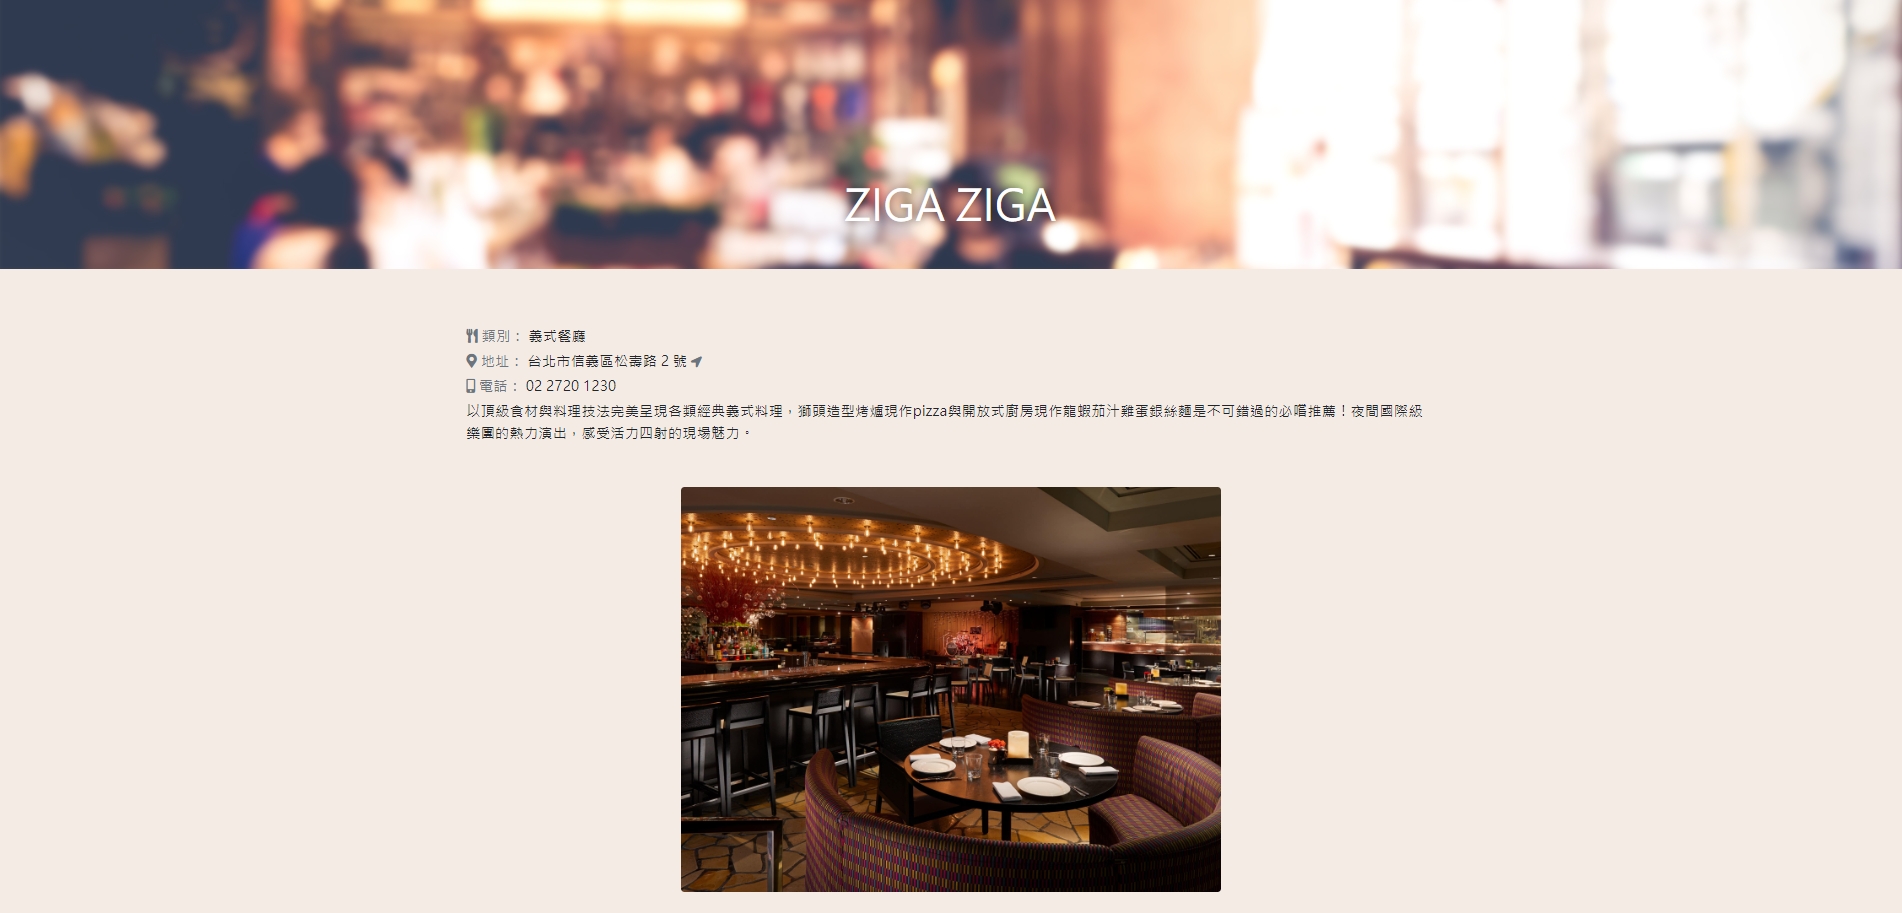 ZIGA ZIGA
類別： 義式餐廳
地址： 台北市信義區松壽路 2 號
電話： 02 2720 1230
以頂級食材與料理技法完美呈現各類經典義式料理，獅頭造型烤爐現作pizza與開放式廚房現作龍蝦茄汁雞蛋銀絲麵是不可錯過的必嚐推薦！夜間國際級
樂團的熱力演出，感受活力四射的現場魅力。